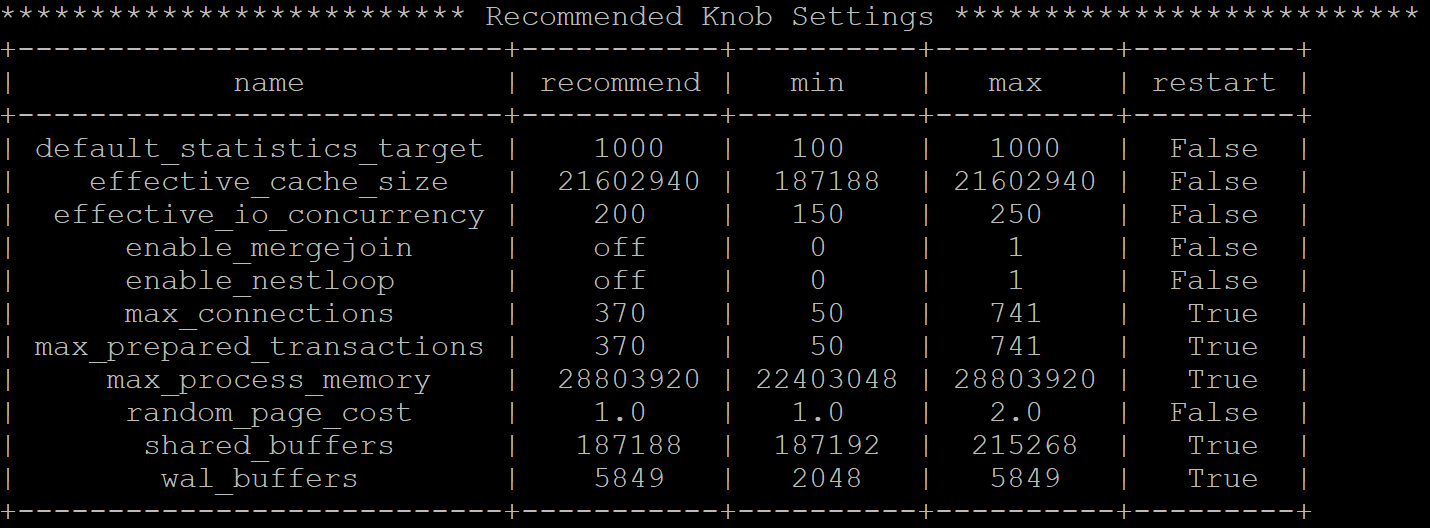 ************************** Recommended Knob Settings **************************
+---------------------------+-----------+----------+----------+---------+
| name | recommend | min | max | restart |
+---------------------------+-----------+----------+----------+---------+
| default_statistics_target | 1000 | 100 | 1000 | False |
| effective_cache_size | 21602940 | 187188 | 21602940 | False |
| effective_io_concurrency | 200 | 150 | 250 | False |
| enable_mergejoin | off | 0 | 1 | False |
| enable_nestloop | off | 0 | 1 | False |
| max_connections | 370 | 50 | 741 | True |
| max_prepared_transactions | 370 | 50 | 741 | True |
| max_process_memory | 28803920 | 22403048 | 28803920 | True |
| random_page_cost | 1.0 | 1.0 | 2.0 | False |
| shared_buffers | 187188 | 187192 | 215268 | True |
| wal_buffers | 5849 | 2048 | 5849 | True |
+---------------------------+-----------+----------+----------+---------+